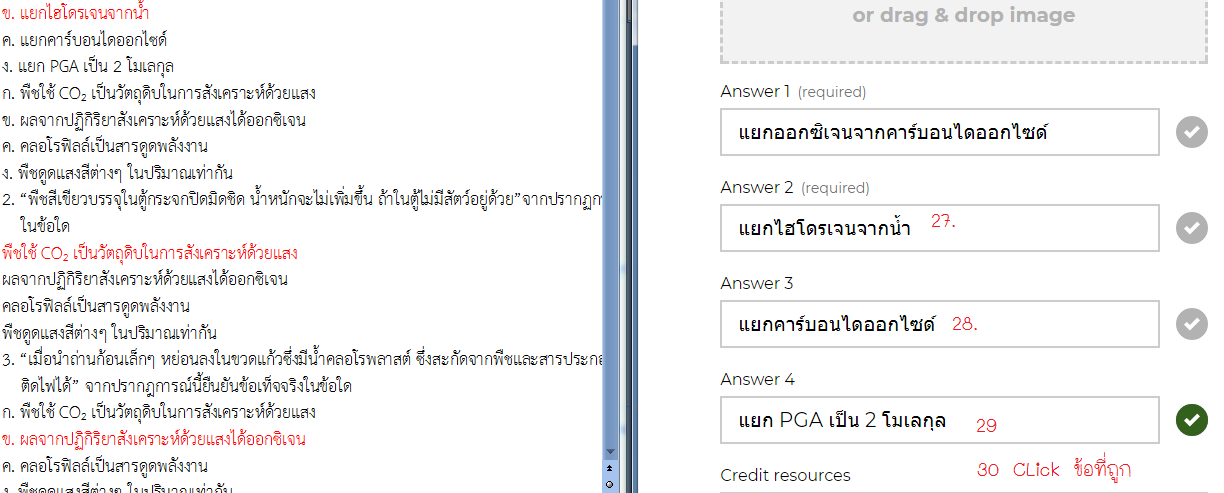 ข. แยกไฮโดรเจนจากน้ำ
ค. แยกคาร์บอนไดออกไซด์
ง. แยก PGA เป็น 2 โมเลกุล
ก. พืชใช้ CO₂ เป็นวัตถุดิบในการสังเคราะห์ด้วยแสง
ข. ผลจากปฏิกิริยาสังเคราะห์ด้วยแสงได้ออกซิเจน
ค. คลอโรฟิลล์เป็นสารดูดพลังงาน
ง. พืชดูดแสงสีต่างๆ ในปริมาณเท่ากัน
2. “พืชสีเขียวบรรจุในตู้กระจกปิดมิดชิด น้ำหนักจะไม่เพิ่มขึ้น ถ้าในตู้ไม่มีสัตว์อยู่ด้วย”จากปรากฏกา
ในข้อใด
พืชใช้ CO₂ เป็นวัตถุดิบในการสังเคราะห์ด้วยแสง
ผลจากปฏิกิริยาสังเคราะห์ด้วยแสงได้ออกซิเจน
คลอโรฟิลล์เป็นสารดูดพลังงาน
พืชดูดแสงสีต่างๆ ในปริมาณเท่ากัน
3. “เมื่อนำถ่านก้อนเล็กๆ หย่อนลงในขวดแก้วซึ่งมีน้ำคลอโรพลาสต์ ซึ่งสะกัดจากพืชและสารประกอ
ติดไฟได้” จากปรากฎการณ์นี้ยืนยันข้อเท็จจริงในข้อใด
ก. พืชใช้ CO₂ เป็นวัตถุดิบในการสังเคราะห์ด้วยแสง
ข. ผลจากปฏิกิริยาสังเคราะห์ด้วยแสงได้ออกซิเจน
ค. คลอโรฟิลล์เป็นสารดูดพลังงาน
ง. พืชดูดแสงสีต่างๆ ในปริมาณเท่ากัน
or drag & drop image
Answer 1 (required)
แยกออกซิเจนจากคาร์บอนไดออกไซด์
Answer 2 (required)
แยกไฮโดรเจนจากน้ำ 27.
Answer 3
แยกคาร์บอนไดออกไซด์ 28.
Answer 4
แยก PGA เป็น 2 โมเลกุล 29
Credit resources
30 CLick ข้อที่ถูก